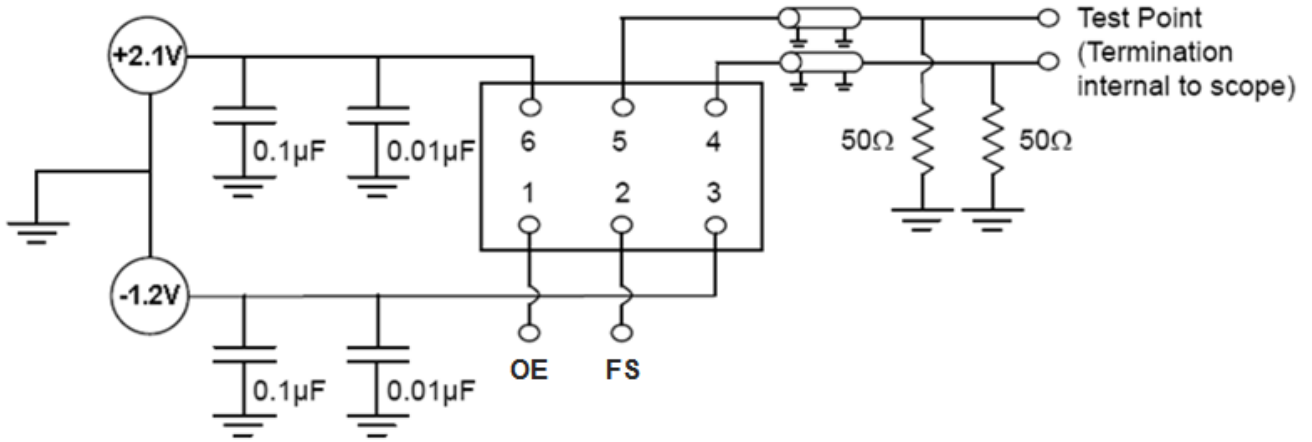 +2.1V
Test Point
(Termination
internal to scope)
0.1µF
0.01µF
6
5
4
1
2
3
50Ω
50Ω
-1.2V
0.1µF
0.01µF
OE
FS